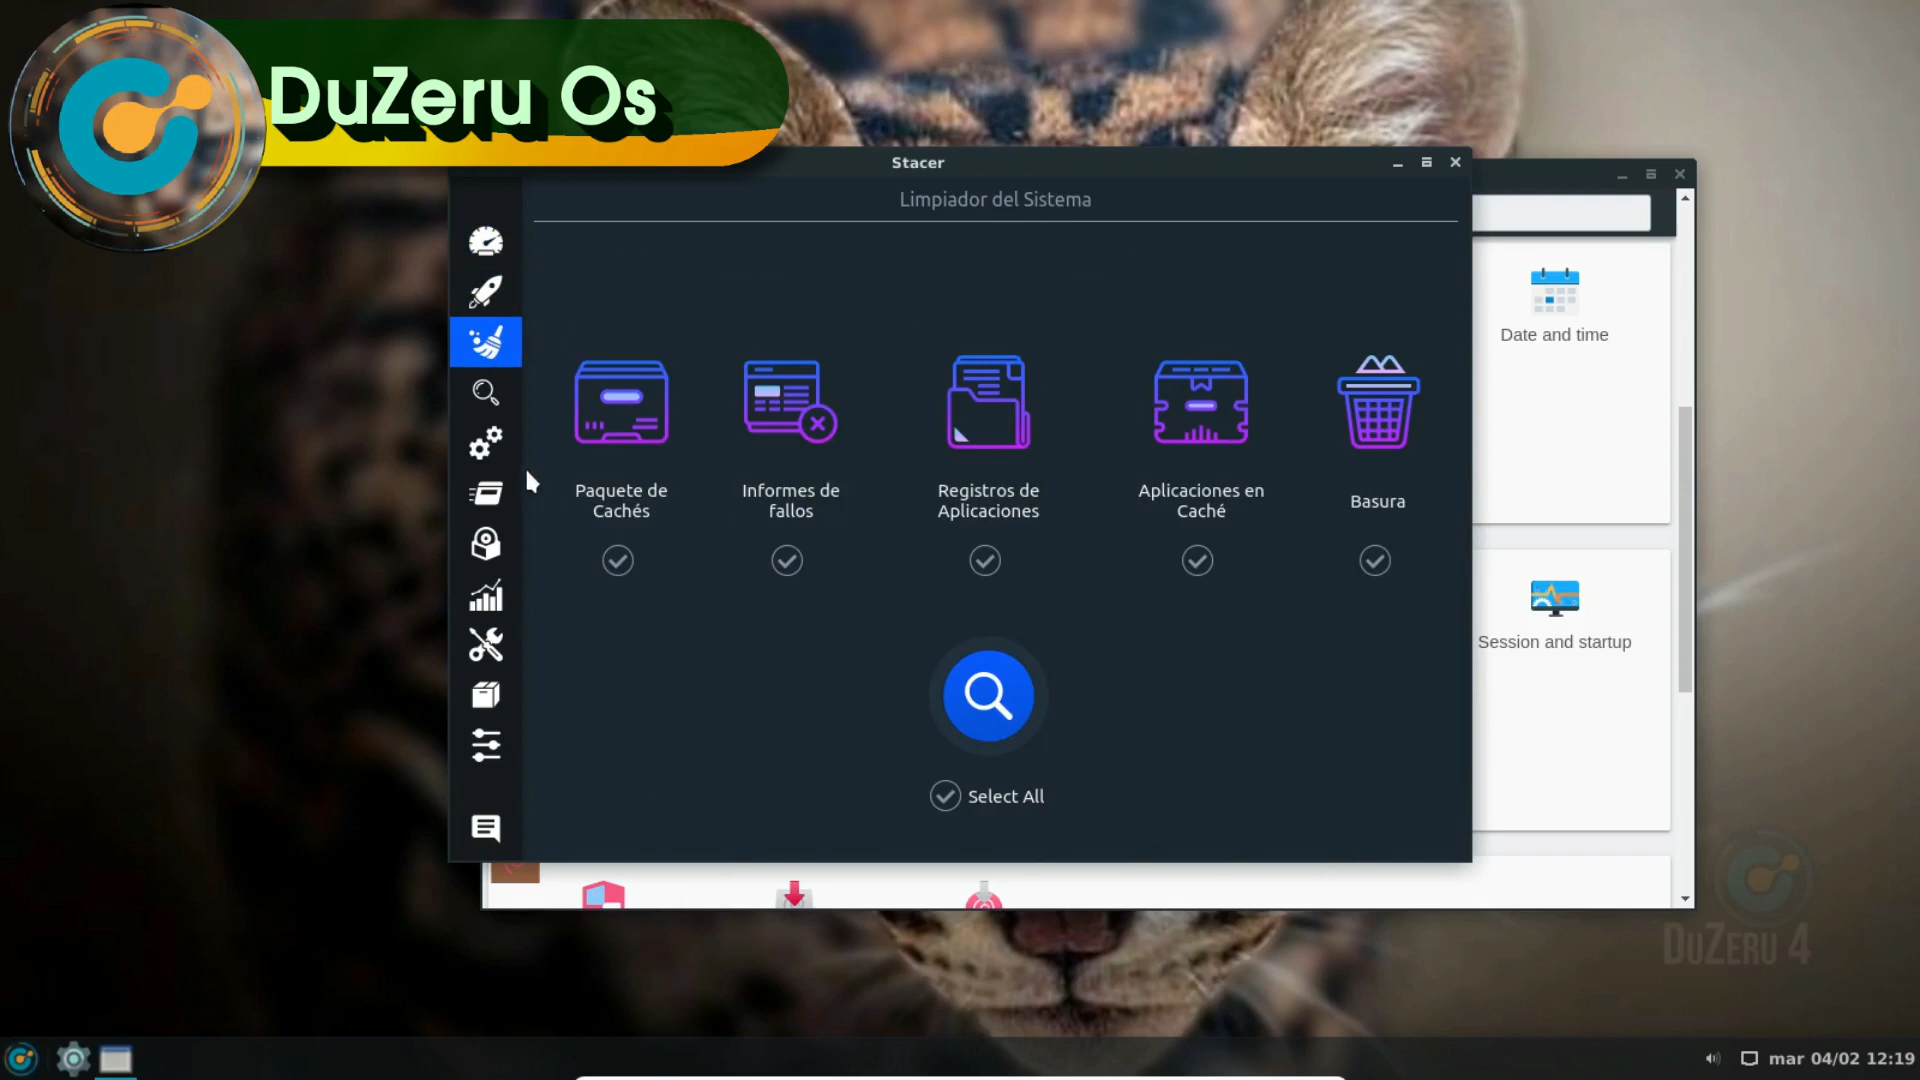 DuZeru Os
Stacer
Limpiador del Sistema
Paquete de
Cachés
Informes de
fallos
Registros de
Aplicaciones
Aplicaciones en
Caché
Basura
Select All
Date and time
Session and startup
DuZeru 4
mar 04/02 12:19